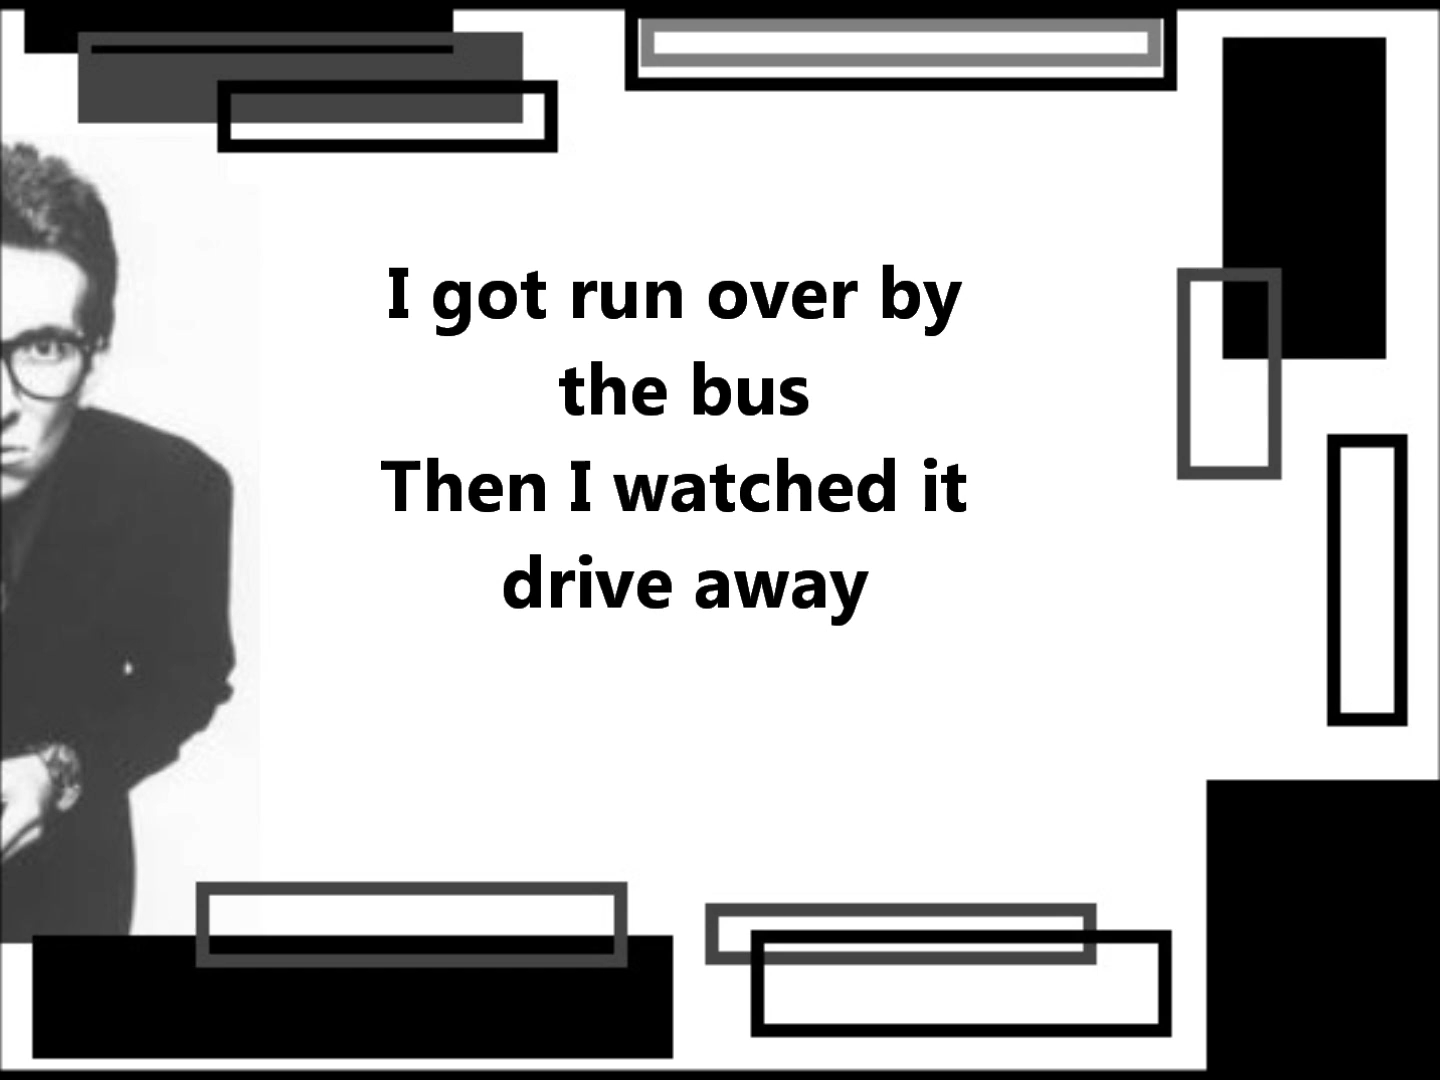 I got run over by
the bus
Then I watched it
drive away